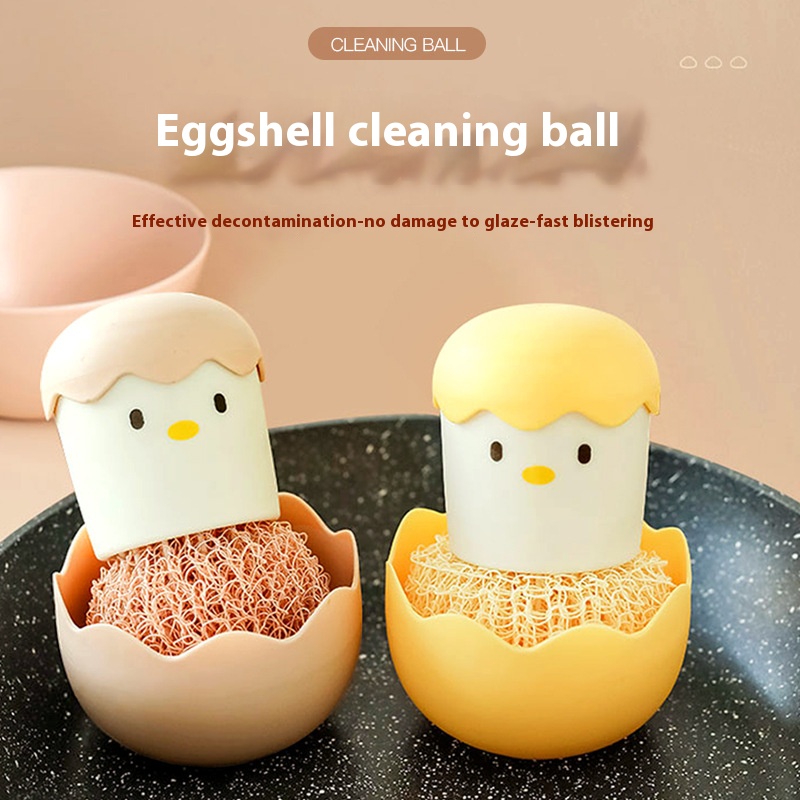 CLEANING BALL
Eggshell cleaning ball
Effective decontamination-no damage to glaze-fast blistering